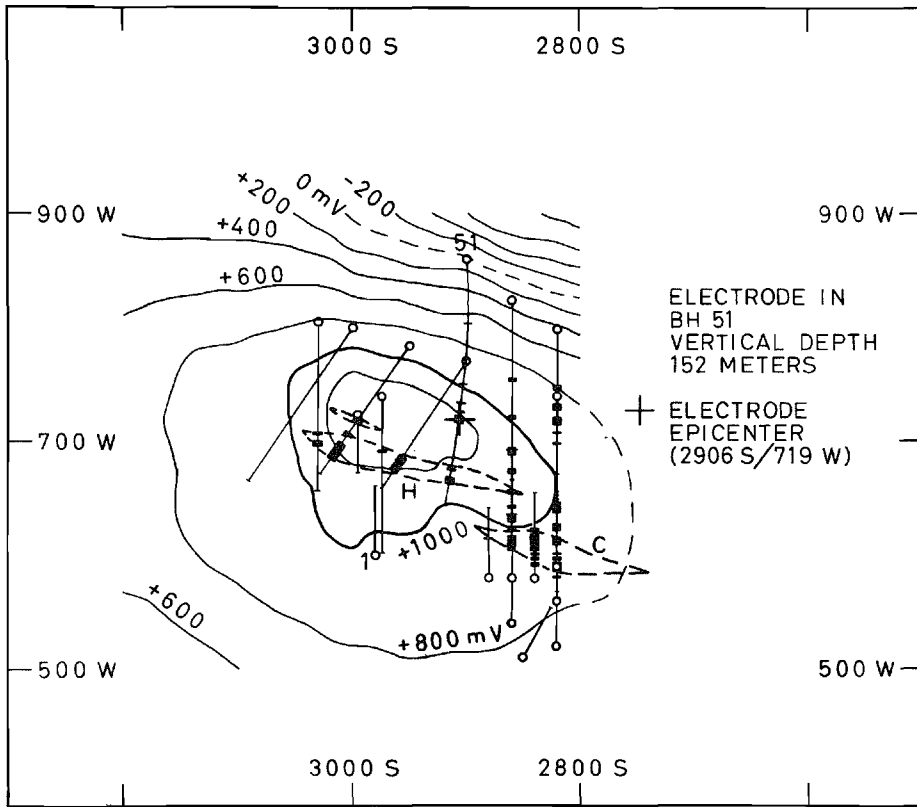 3000 S
2800 S
900 W
900 W
-200
0 mV
+200
+400
51
+600
ELECTRODE IN
BH 51
VERTICAL DEPTH
152 METERS
ELECTRODE
EPICENTER
(2906 S/719 W)
700 W
H
1
+1000
C
+600
+800 mV
500 W
500 W
3000 S
2800 S